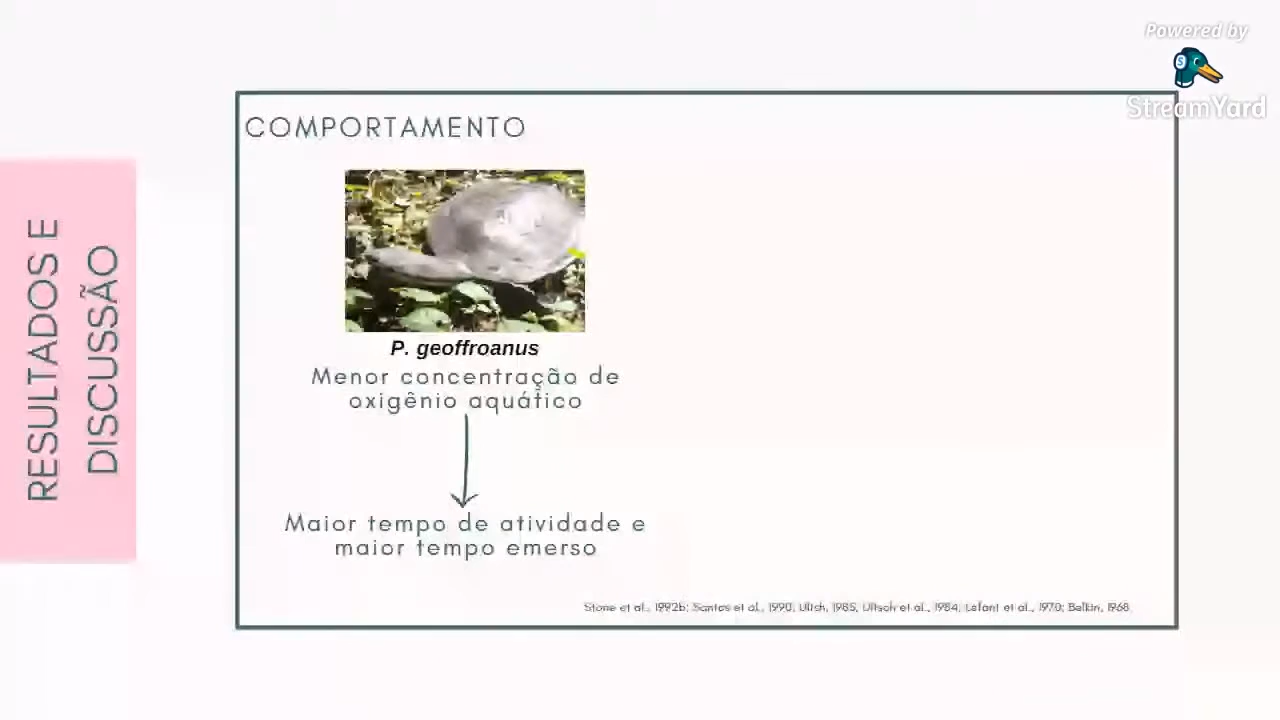 Powered by
StreamYard
COMPORTAMENTO
RESULTADOS E
DISCUSSÃO
P. geoffroanus
Menor concentração de
oxigênio aquático
Maior tempo de atividade e
maior tempo emerso
Stone et al., 1992b; Santos et al., 1990; Ultsh, 1985, Ultsch et al., 1984; Lefant et al., 1970; Belkin, 1968